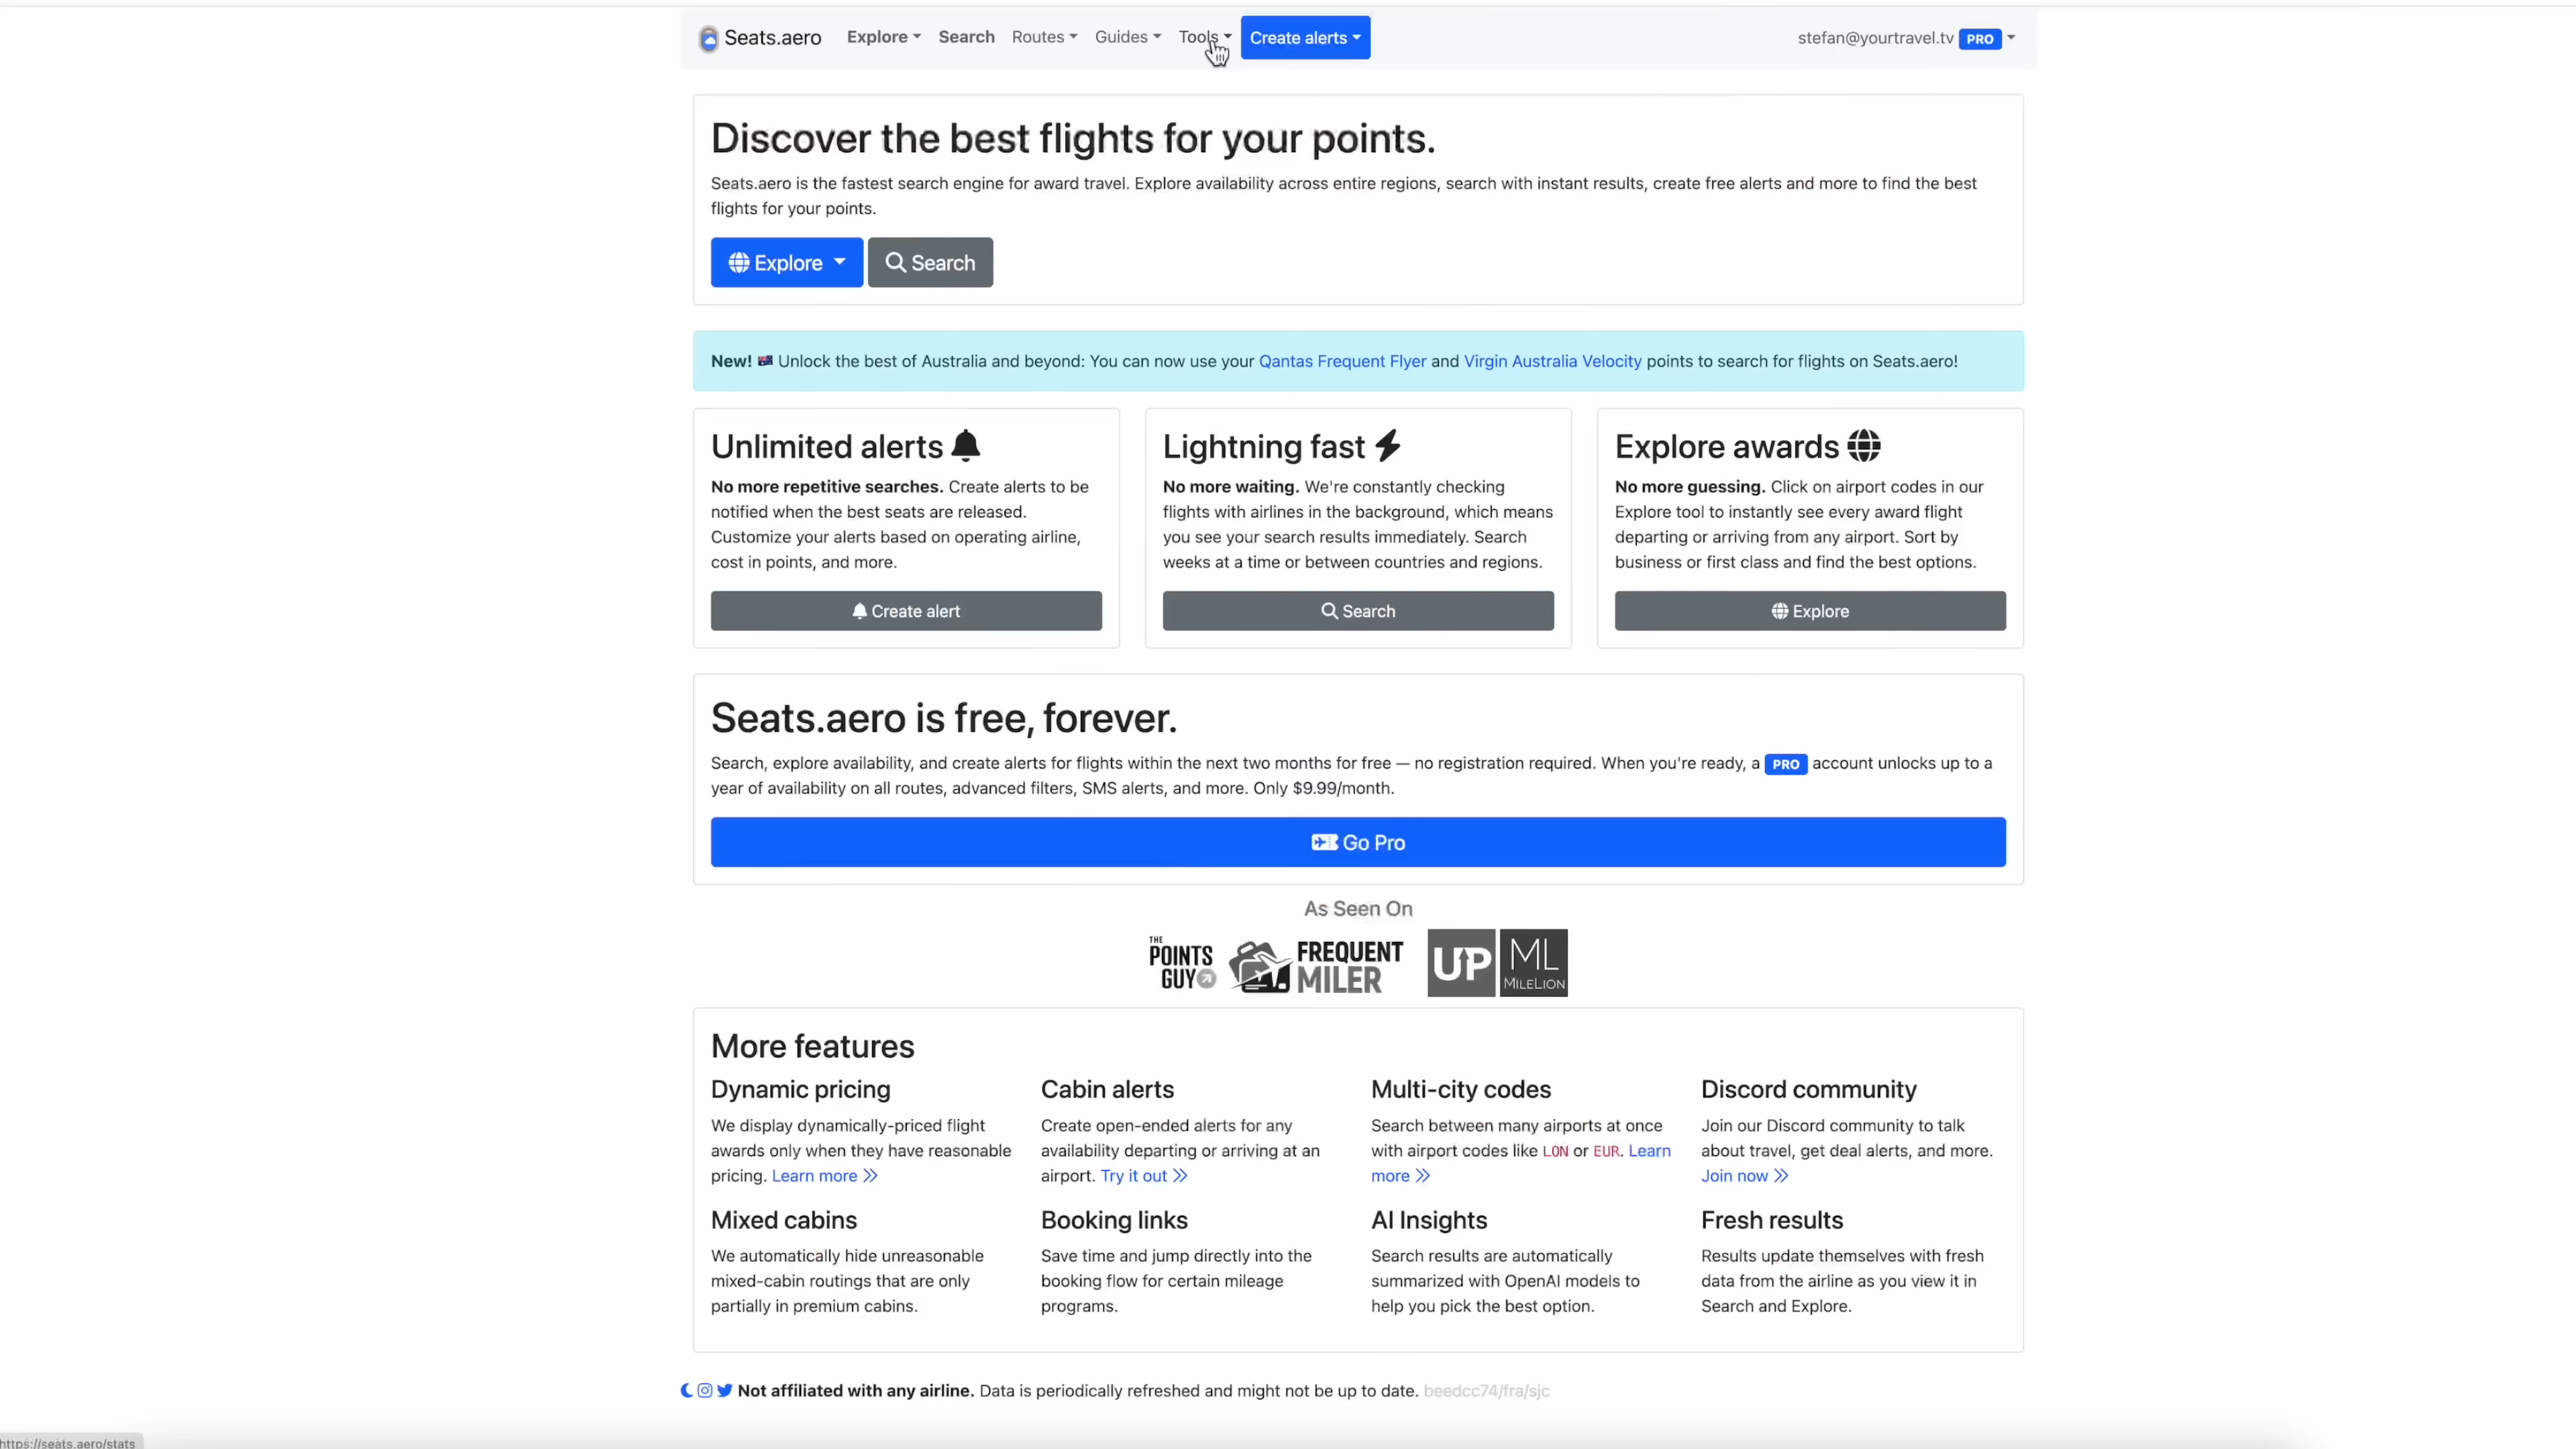 Seats.aero Explore Search Routes Guides Tools Create alerts stefan@yourtravel.tv PRO
Discover the best flights for your points.
Seats.aero is the fastest search engine for award travel. Explore availability across entire regions, search with instant results, create free alerts and more to find the best
flights for your points.
Explore Search
New! Unlock the best of Australia and beyond: You can now use your Qantas Frequent Flyer and Virgin Australia Velocity points to search for flights on Seats.aero!
Unlimited alerts
No more repetitive searches. Create alerts to be
notified when the best seats are released.
Customize your alerts based on operating airline,
cost in points, and more.
Create alert
Lightning fast
No more waiting. We're constantly checking
flights with airlines in the background, which means
you see your search results immediately. Search
weeks at a time or between countries and regions.
Search
Explore awards
No more guessing. Click on airport codes in our
Explore tool to instantly see every award flight
departing or arriving from any airport. Sort by
business or first class and find the best options.
Explore
Seats.aero is free, forever.
Search, explore availability, and create alerts for flights within the next two months for free — no registration required. When you're ready, a PRO account unlocks up to a
year of availability on all routes, advanced filters, SMS alerts, and more. Only $9.99/month.
Go Pro
As Seen On
THE
POINTS
GUY
FREQUENT
MILER
UP
ML
MILELION
More features
Dynamic pricing
We display dynamically-priced flight
awards only when they have reasonable
pricing. Learn more
Cabin alerts
Create open-ended alerts for any
availability departing or arriving at an
airport. Try it out
Multi-city codes
Search between many airports at once
with airport codes like LON or EUR. Learn
more
Discord community
Join our Discord community to talk
about travel, get deal alerts, and more.
Join now
Mixed cabins
We automatically hide unreasonable
mixed-cabin routings that are only
partially in premium cabins.
Booking links
Save time and jump directly into the
booking flow for certain mileage
programs.
AI Insights
Search results are automatically
summarized with OpenAI models to
help you pick the best option.
Fresh results
Results update themselves with fresh
data from the airline as you view it in
Search and Explore.
Not affiliated with any airline. Data is periodically refreshed and might not be up to date. beedcc74/fra/sjc
https://seats.aero/stats